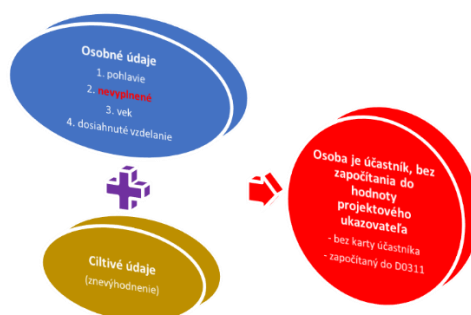 Osobné údaje
1. pohlavie
2. nevyplnené
3. vek
4. dosiahnuté vzdelanie
Citlivé údaje
(znevýhodnenie)
Osoba je účastník, bez
započítania do
hodnoty
projektového
ukazovateľa
- bez karty účastníka
- započítaný do D0311